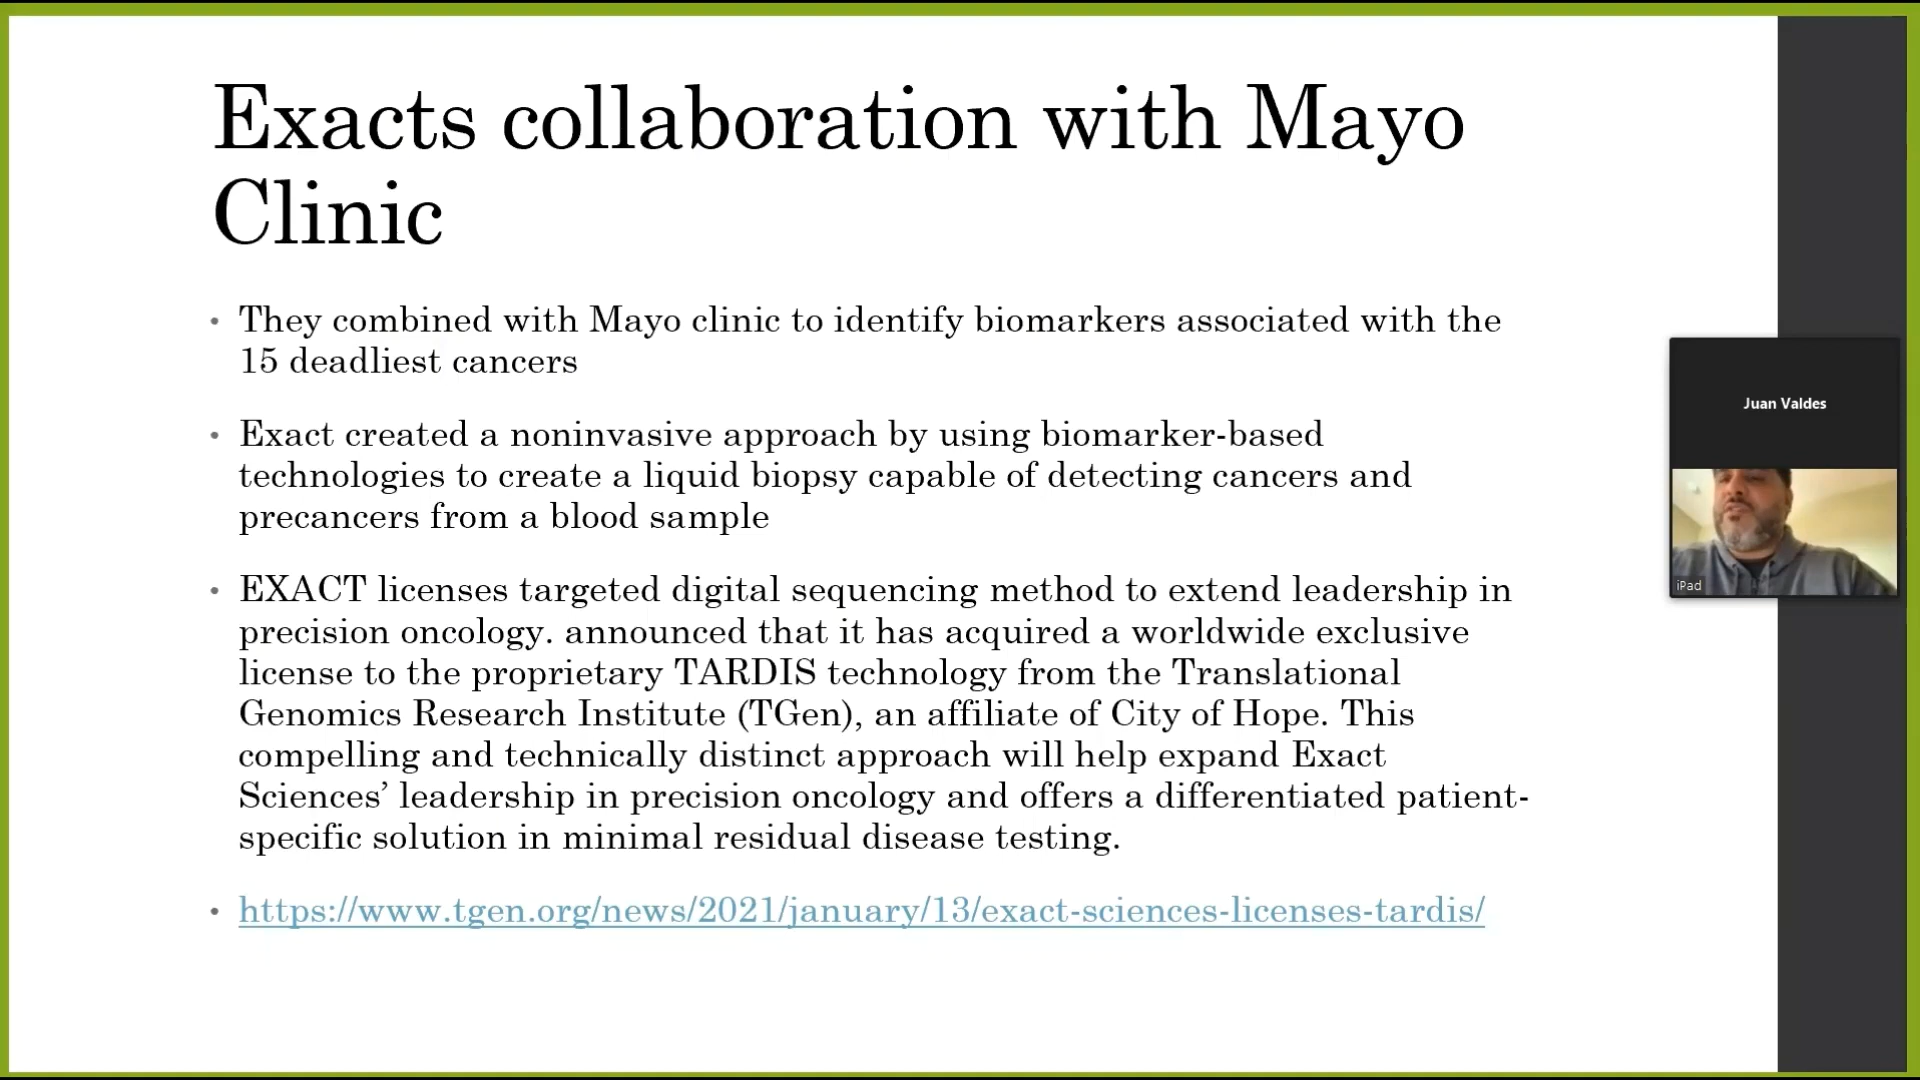 Exacts collaboration with Mayo
Clinic
• They combined with Mayo clinic to identify biomarkers associated with the
15 deadliest cancers
• Exact created a noninvasive approach by using biomarker-based
technologies to create a liquid biopsy capable of detecting cancers and
precancers from a blood sample
• EXACT licenses targeted digital sequencing method to extend leadership in
precision oncology. announced that it has acquired a worldwide exclusive
license to the proprietary TARDIS technology from the Translational
Genomics Research Institute (TGen), an affiliate of City of Hope. This
compelling and technically distinct approach will help expand Exact
Sciences’ leadership in precision oncology and offers a differentiated patient-
specific solution in minimal residual disease testing.
• https://www.tgen.org/news/2021/january/13/exact-sciences-licenses-tardis/
Juan Valdes
iPad